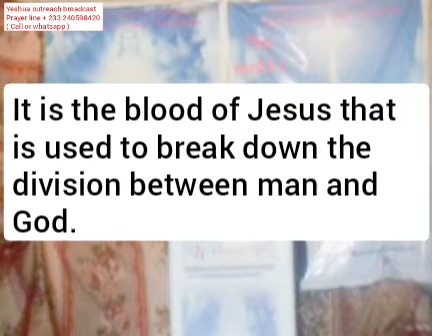 Yeshua outreach broadcast
Prayer line + 233 240598420
( Call or whatsapp )
It is the blood of Jesus that
is used to break down the
division between man and
God.